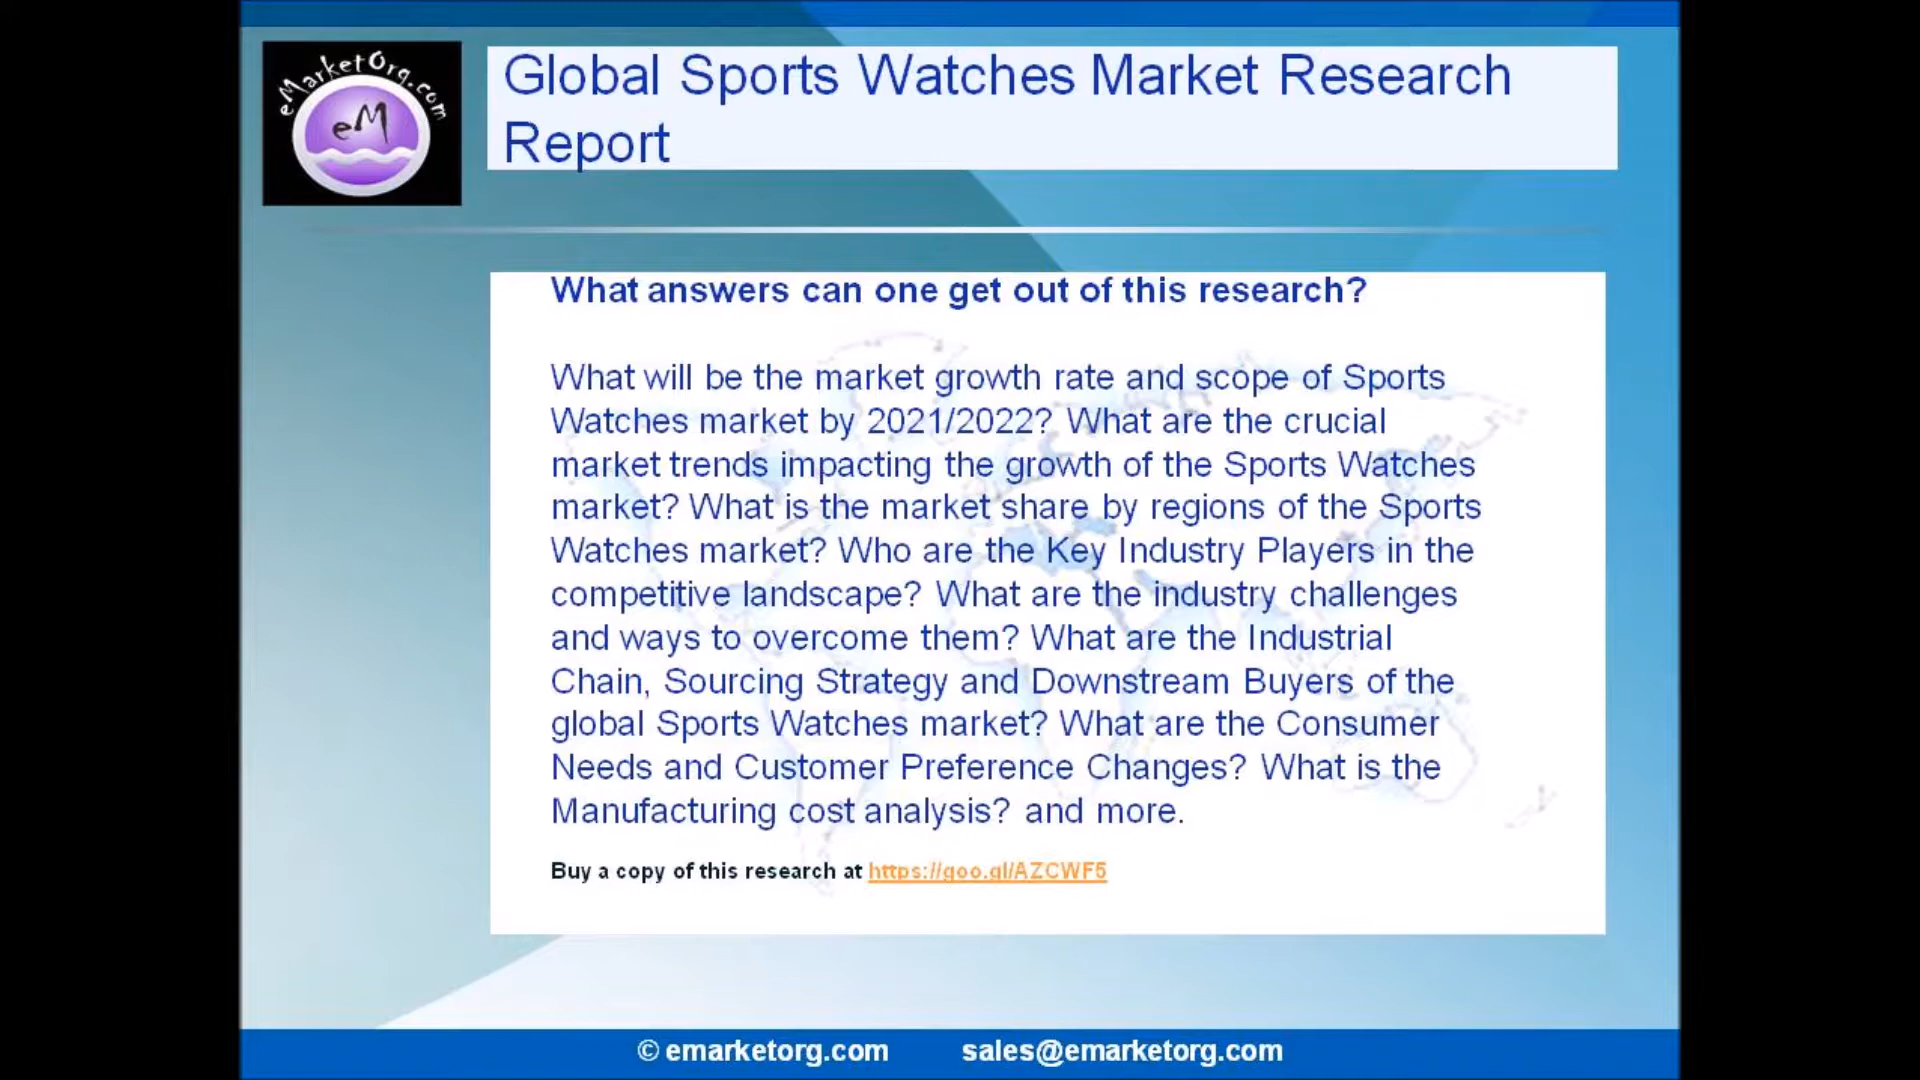 eMarketOrg.com
eM
Global Sports Watches Market Research
Report
What answers can one get out of this research?
What will be the market growth rate and scope of Sports
Watches market by 2021/2022? What are the crucial
market trends impacting the growth of the Sports Watches
market? What is the market share by regions of the Sports
Watches market? Who are the Key Industry Players in the
competitive landscape? What are the industry challenges
and ways to overcome them? What are the Industrial
Chain, Sourcing Strategy and Downstream Buyers of the
global Sports Watches market? What are the Consumer
Needs and Customer Preference Changes? What is the
Manufacturing cost analysis? and more.
Buy a copy of this research at https://goo.gl/AZCWF5
© emarketorg.com sales@emarketorg.com